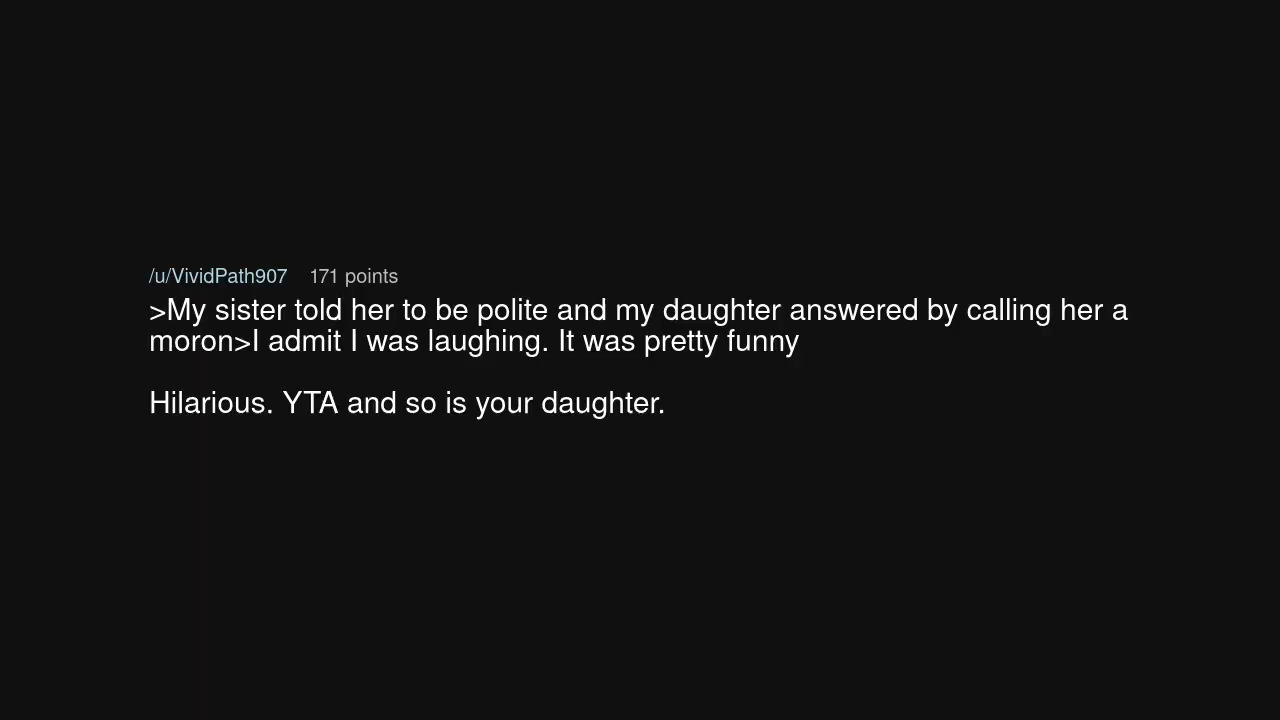 /u/VividPath907 171 points
>My sister told her to be polite and my daughter answered by calling her a
moron>I admit I was laughing. It was pretty funny
Hilarious. YTA and so is your daughter.